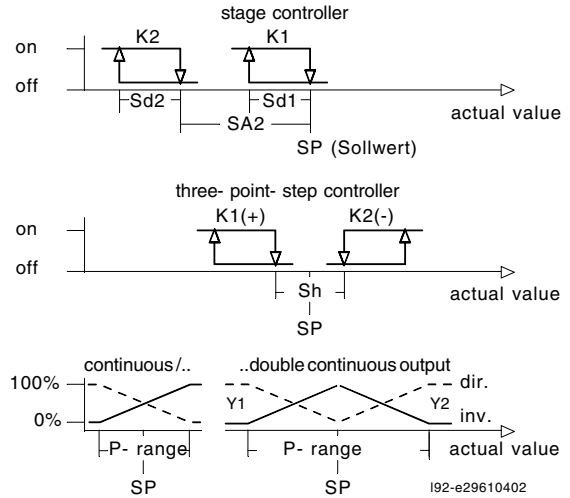 stage controller
K2 K1
on
off
Sd2 Sd1
actual value
SA2
SP (Sollwert)
three- point- step controller
K1(+) K2(-)
on
off
Sh
actual value
SP
continuous /.. ..double continuous output
100% dir.
Y1 Y2
0% inv.
P- range P- range actual value
SP SP
l92-e29610402